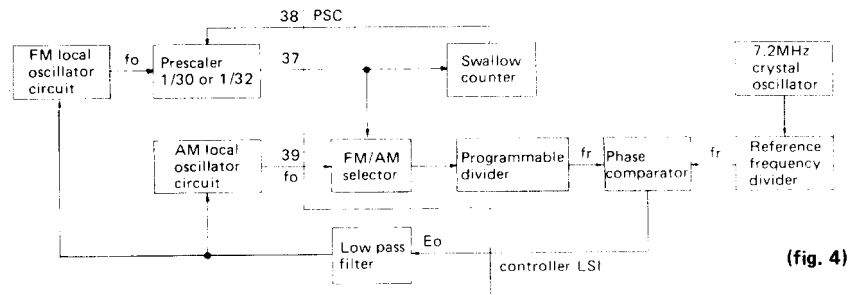 38 PSC
FM local
oscillator
circuit
fo
Prescaler
1/30 or 1/32
37
Swallow
counter
7.2MHz
crystal
oscillator
AM local
oscillator
circuit
39
fo
FM/AM
selector
Programmable
divider
fr
Phase
comparator
fr
Reference
frequency
divider
Low pass
filter
Eo
controller LSI
(fig. 4)